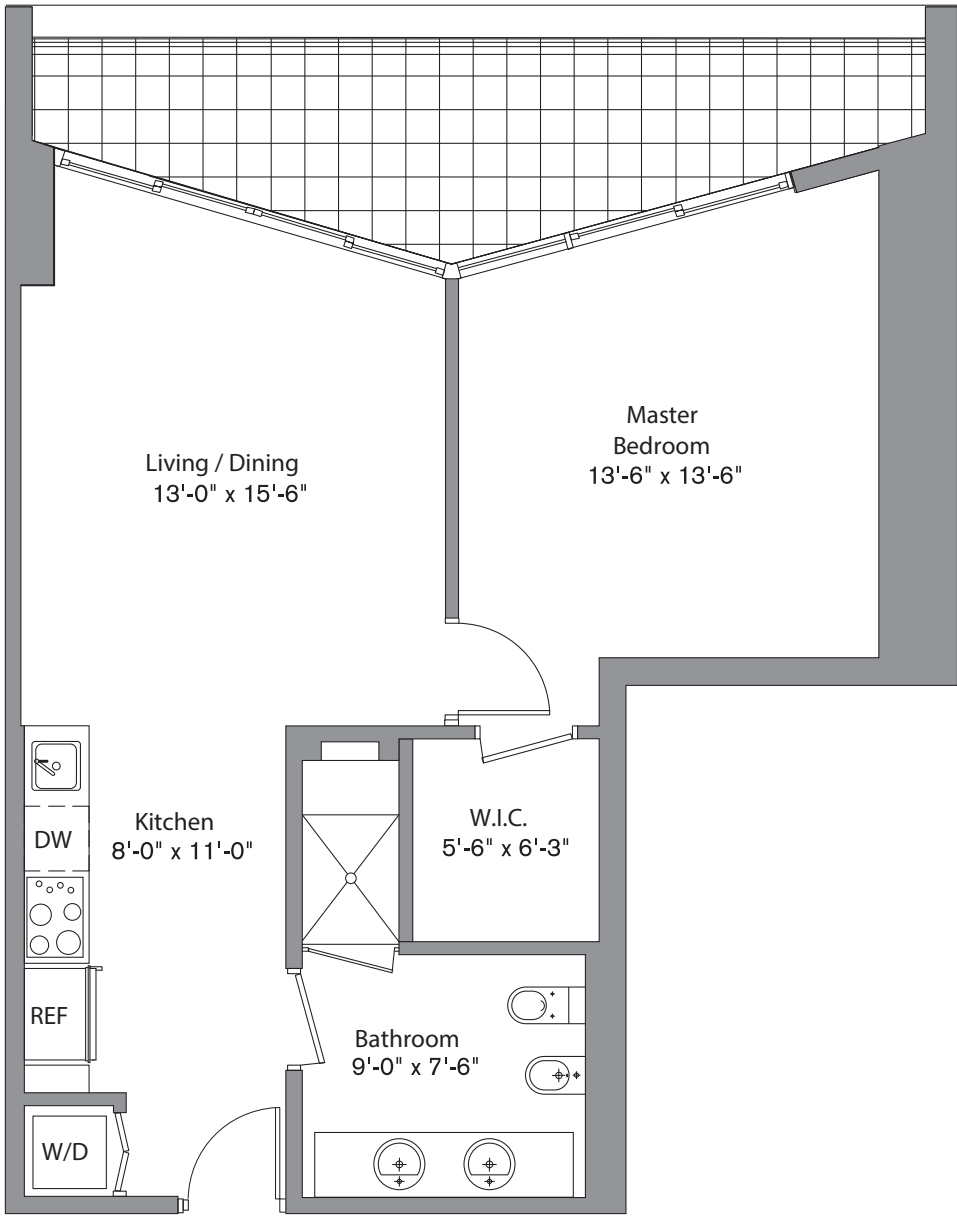 Master
Bedroom
13'-6" x 13'-6"
Living / Dining
13'-0" x 15'-6"
Kitchen
8'-0" x 11'-0"
W.I.C.
5'-6" x 6'-3"
DW
REF
Bathroom
9'-0" x 7'-6"
W/D